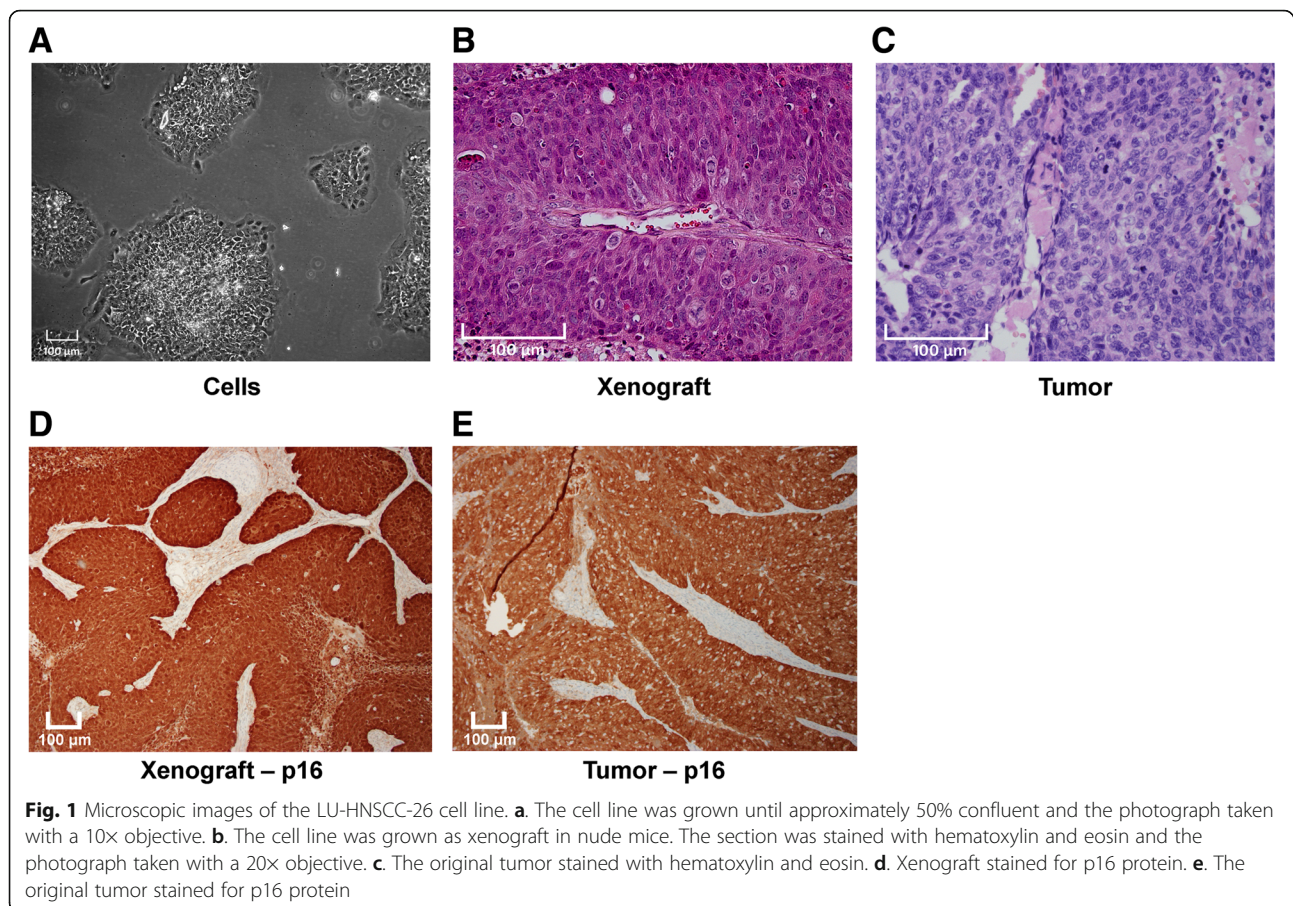 A
B
C
100 µm
100 µm
100 µm
Cells
Xenograft
Tumor
D
E
100 µm
100 µm
Xenograft – p16
Tumor – p16
Fig. 1 Microscopic images of the LU-HNSCC-26 cell line. a. The cell line was grown until approximately 50% confluent and the photograph taken
with a 10× objective. b. The cell line was grown as xenograft in nude mice. The section was stained with hematoxylin and eosin and the
photograph taken with a 20× objective. c. The original tumor stained with hematoxylin and eosin. d. Xenograft stained for p16 protein. e. The
original tumor stained for p16 protein